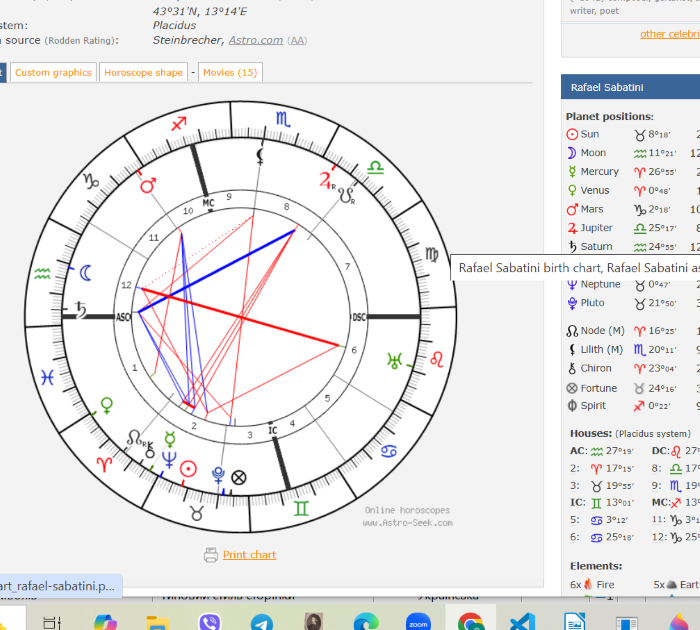 43°31'N, 13°14'E
Placidus
Steinbrecher, Astro.com (AA)
source (Rodden Rating):
Custom graphics
Horoscope shape
-
Movies (15)
MC
9
8
10
11
7
12
ASC
DSC
6
1
5
2
3
IC
4
R
R
Online horoscopes
www.Astro-Seek.com
Print chart
writer, poet
other celebri
Rafael Sabatini
Planet positions:
Sun 8°18'
Moon 11°21'
Mercury 26°55'
Venus 0°48'
Mars 2°18'
Jupiter 25°17'
Saturn 24°55'
Rafael Sabatini birth chart, Rafael Sabatini as
Neptune 0°47'
Pluto 21°50'
Node (M) 16°25'
Lilith (M) 20°11'
Chiron 23°04'
Fortune 24°16'
Spirit 0°22'
Houses: (Placidus system)
AC: 27°19' DC: 27°
2: 17°15' 8: 17°
3: 19°55' 9: 19°
IC: 13°01' MC: 13°
5: 3°12' 11: 3°1
6: 25°18' 12: 25°
Elements:
6x Fire 5x Eart
art_rafael-sabatini.p...
zoom